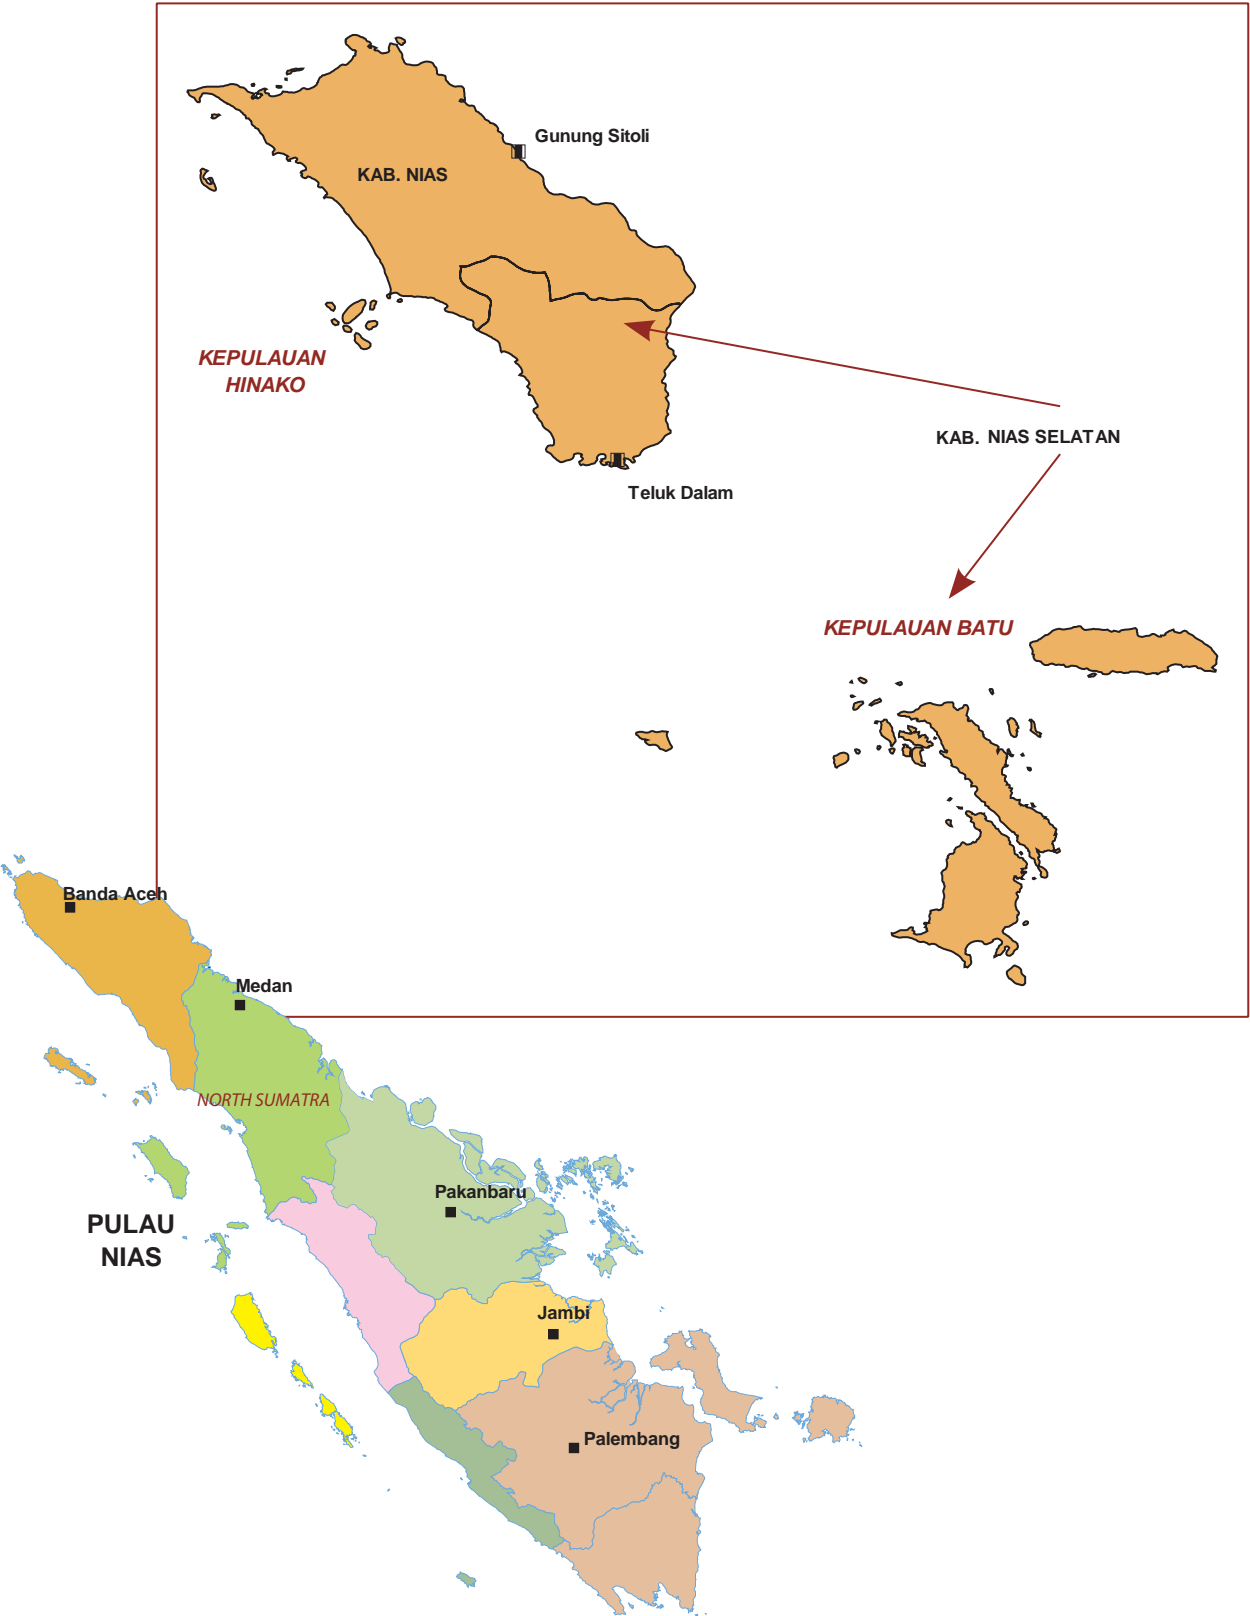 Gunung Sitoli
KAB. NIAS
KEPULAUAN
HINAKO
KAB. NIAS SELATAN
Teluk Dalam
KEPULAUAN BATU
Banda Aceh
Medan
NORTH SUMATRA
Pakanbaru
PULAU
NIAS
Jambi
Palembang